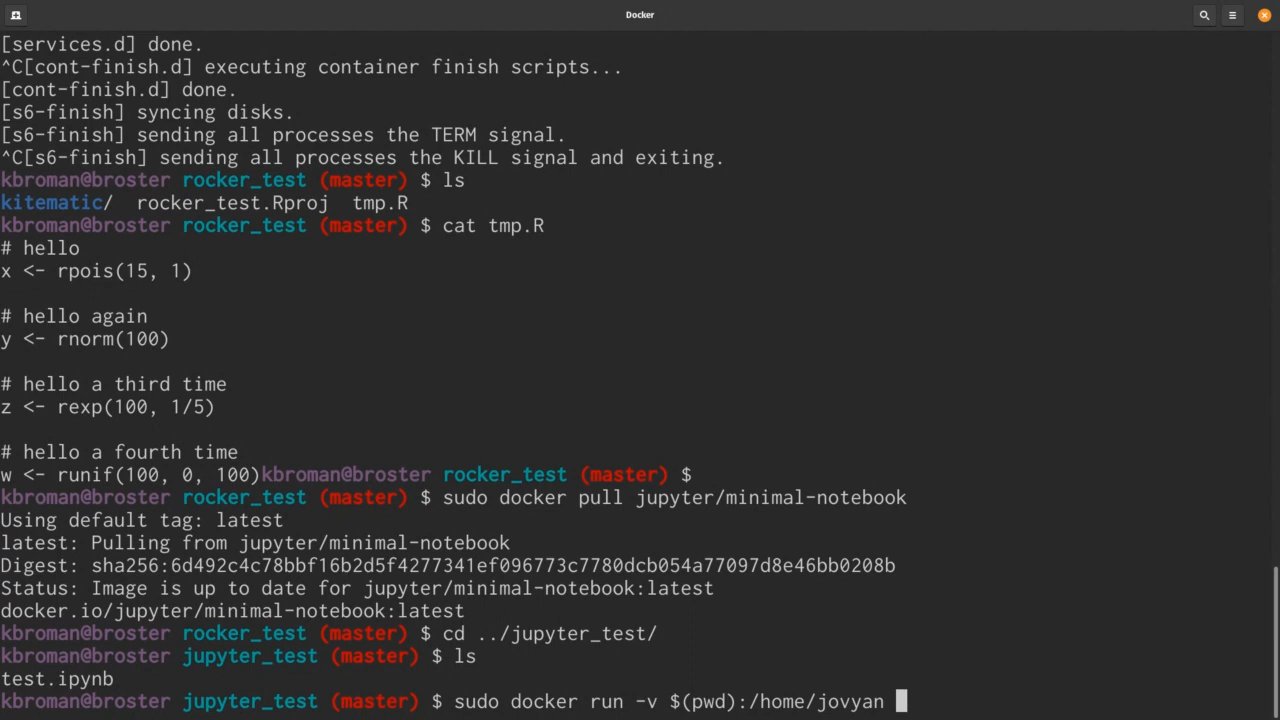 Docker
[services.d] done.
^C[cont-finish.d] executing container finish scripts...
[cont-finish.d] done.
[s6-finish] syncing disks.
[s6-finish] sending all processes the TERM signal.
^C[s6-finish] sending all processes the KILL signal and exiting.
kbroman@broster rocker_test (master) $ ls
kitematic/  rocker_test.Rproj  tmp.R
kbroman@broster rocker_test (master) $ cat tmp.R
# hello
x <- rpois(15, 1)
# hello again
y <- rnorm(100)
# hello a third time
z <- rexp(100, 1/5)
# hello a fourth time
w <- runif(100, 0, 100)kbroman@broster rocker_test (master) $
kbroman@broster rocker_test (master) $ sudo docker pull jupyter/minimal-notebook
Using default tag: latest
latest: Pulling from jupyter/minimal-notebook
Digest: sha256:6d492c4c78bbf16b2d5f4277341ef096773c7780dcb054a77097d8e46bb0208b
Status: Image is up to date for jupyter/minimal-notebook:latest
docker.io/jupyter/minimal-notebook:latest
kbroman@broster rocker_test (master) $ cd ../jupyter_test/
kbroman@broster jupyter_test (master) $ ls
test.ipynb
kbroman@broster jupyter_test (master) $ sudo docker run -v $(pwd):/home/jovyan